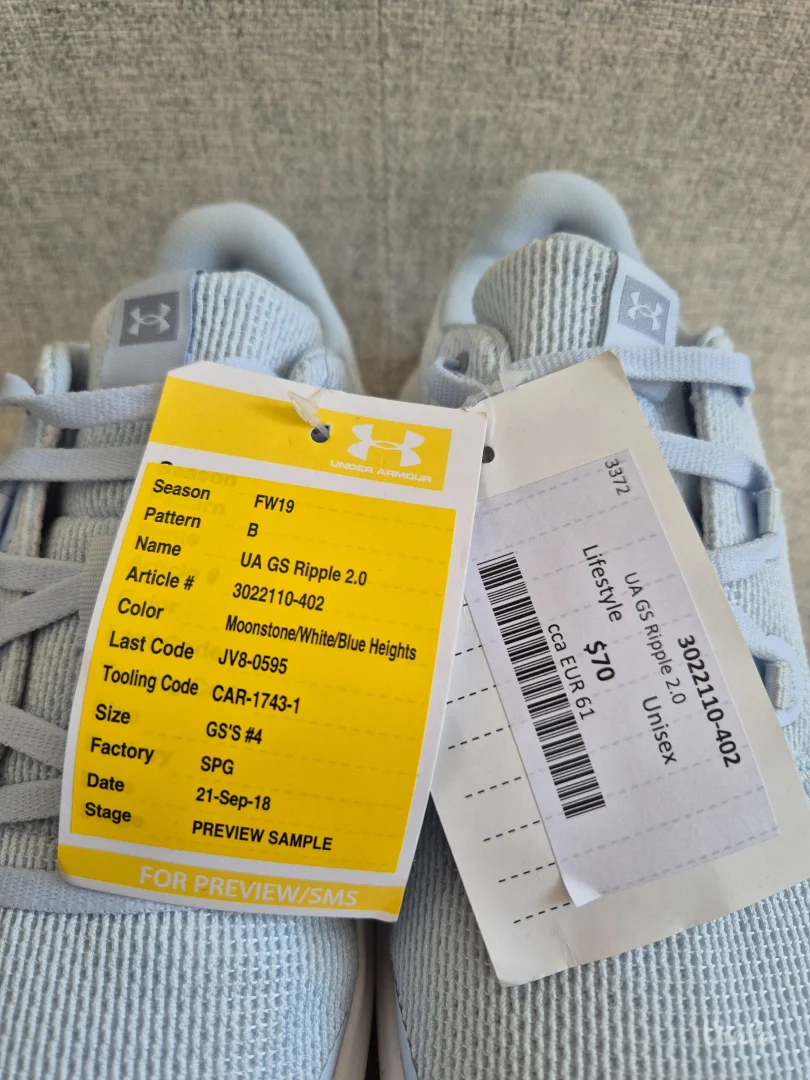 UNDER ARMOUR
Season FW19
Pattern B
Name UA GS Ripple 2.0
Article # 3022110-402
Color Moonstone/White/Blue Heights
Last Code JV8-0595
Tooling Code CAR-1743-1
Size GS'S #4
Factory SPG
Date 21-Sep-18
Stage PREVIEW SAMPLE
FOR PREVIEW/SMS
3372
3022110-402
UA GS Ripple 2.0 Unisex
Lifestyle $70
cca EUR 61